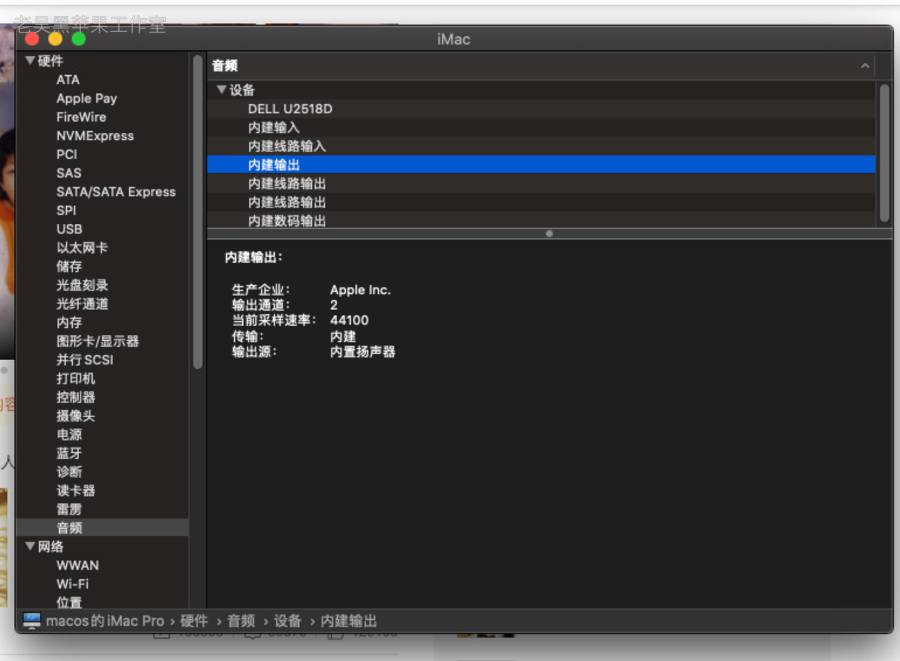 老吴黑苹果工作室
iMac
硬件
ATA
Apple Pay
FireWire
NVMExpress
PCI
SAS
SATA/SATA Express
SPI
USB
以太网卡
储存
光盘刻录
光纤通道
内存
图形卡/显示器
并行 SCSI
打印机
控制器
摄像头
电源
蓝牙
诊断
读卡器
雷雳
音频
网络
WWAN
Wi-Fi
位置
音频
设备
DELL U2518D
内建输入
内建线路输入
内建输出
内建线路输出
内建线路输出
内建数码输出
内建输出：
生产企业： Apple Inc.
输出通道： 2
当前采样速率： 44100
传输： 内建
输出源： 内置扬声器
macos的 iMac Pro › 硬件 › 音频 › 设备 › 内建输出